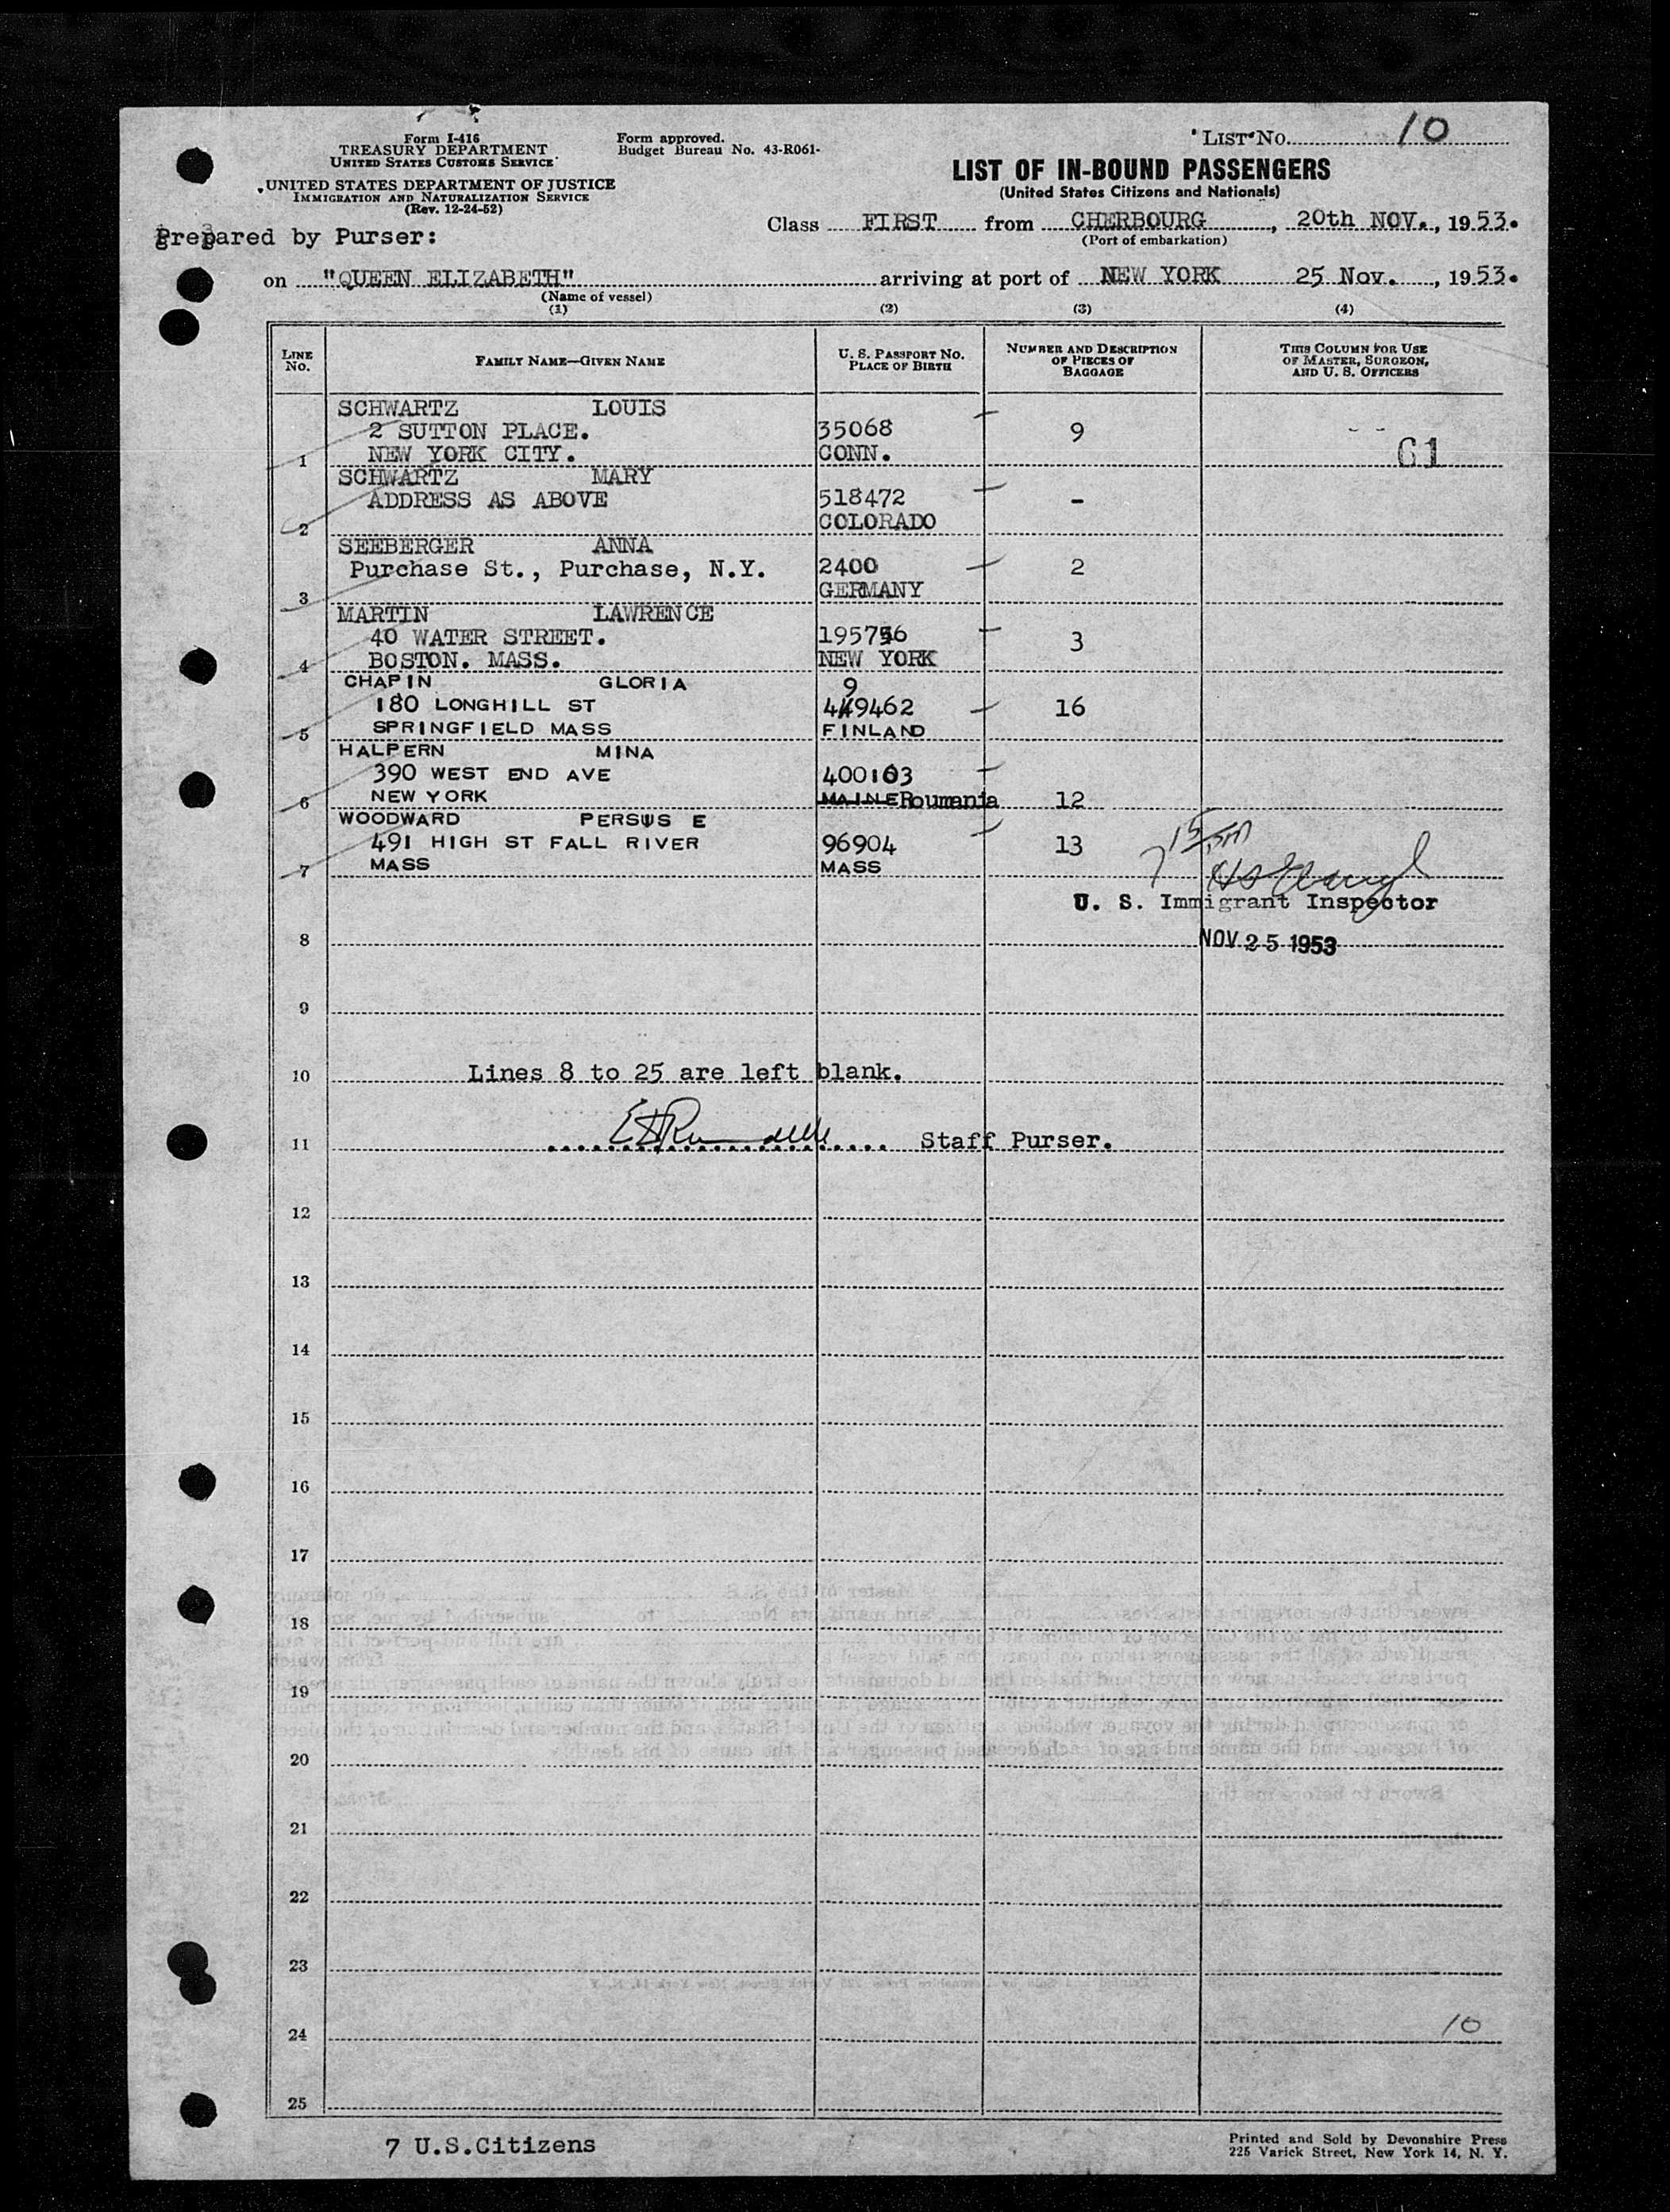 Form I-416
TREASURY DEPARTMENT
UNITED STATES CUSTOMS SERVICE
UNITED STATES DEPARTMENT OF JUSTICE
IMMIGRATION AND NATURALIZATION SERVICE
(Rev. 12-24-52)
Form approved.
Budget Bureau No. 43-R061-
LIST No. 10
LIST OF IN-BOUND PASSENGERS
(United States Citizens and Nationals)
Prepared by Purser:
Class FIRST from CHERBOURG, 20th NOV., 1953.
(Port of embarkation)
on "QUEEN ELIZABETH" arriving at port of NEW YORK 25 Nov., 1953.
(Name of vessel)
(1) (2) (3) (4)
LINE No. FAMILY NAME—GIVEN NAME U. S. PASSPORT NO. PLACE OF BIRTH NUMBER AND DESCRIPTION OF PIECES OF BAGGAGE THIS COLUMN FOR USE OF MASTER, SURGEON, AND U. S. OFFICERS
SCHWARTZ LOUIS
2 SUTTON PLACE. 35068 9
1 NEW YORK CITY. CONN. 61
SCHWARTZ MARY
ADDRESS AS ABOVE 518472 -
2 COLORADO
SEEBERGER ANNA
Purchase St., Purchase, N.Y. 2400 2
3 GERMANY
MARTIN LAWRENCE
40 WATER STREET. 3
4 BOSTON. MASS. NEW YORK
CHAPIN GLORIA 9
180 LONGHILL ST 449462 16
5 SPRINGFIELD MASS FINLAND
HALPERN MINA
390 WEST END AVE 400103
6 NEW YORK MAINE Roumania 12
WOODWARD PERSUS E
491 HIGH ST FALL RIVER 96904 13
7 MASS MASS
U. S. Immigrant Inspector
8 NOV 25 1953
9
10 Lines 8 to 25 are left blank.
11 Staff Purser.
12
13
14
15
16
17
18
19
20
21
22
23
24 10
25
7 U.S.Citizens
Printed and Sold by Devonshire Press
225 Varick Street, New York 14, N. Y.